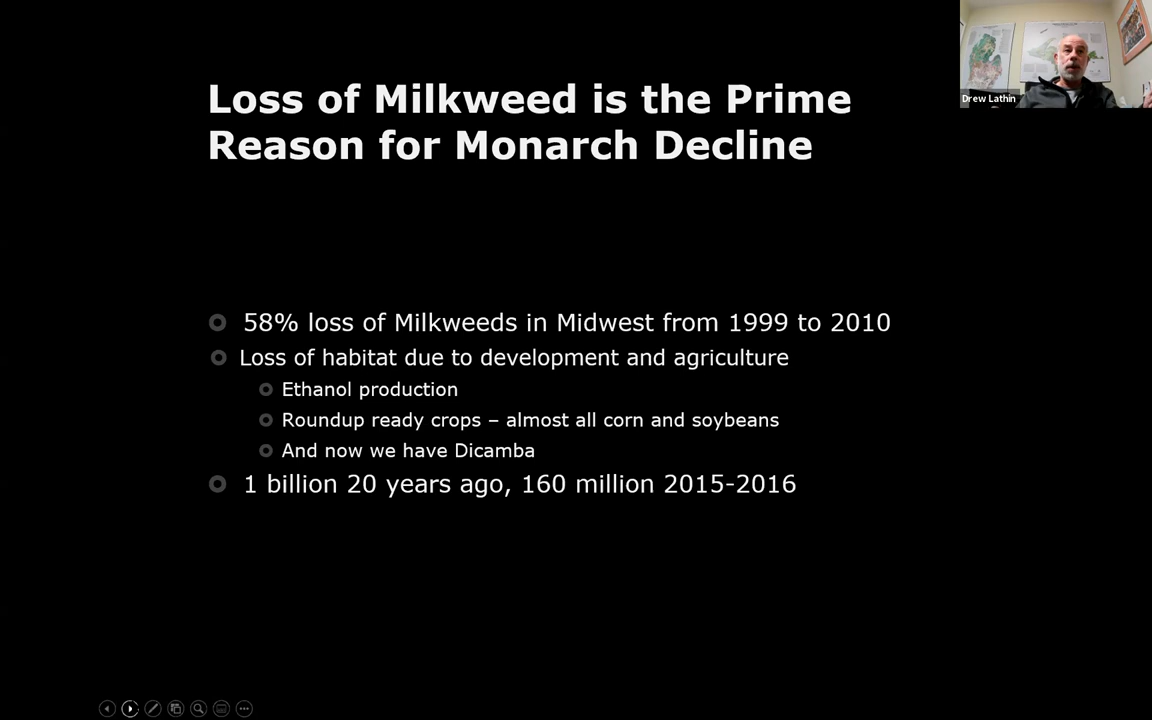 Loss of Milkweed is the Prime
Reason for Monarch Decline
Drew Lathin
58% loss of Milkweeds in Midwest from 1999 to 2010
Loss of habitat due to development and agriculture
Ethanol production
Roundup ready crops – almost all corn and soybeans
And now we have Dicamba
1 billion 20 years ago, 160 million 2015-2016